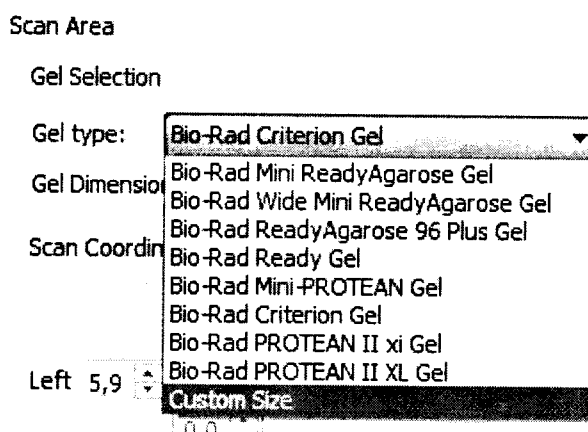 Scan Area
Gel Selection
Gel type: Bio-Rad Criterion Gel
Bio-Rad Mini ReadyAgarose Gel
Gel Dimensio Bio-Rad Wide Mini ReadyAgarose Gel
Bio-Rad ReadyAgarose 96 Plus Gel
Scan Coordin Bio-Rad Ready Gel
Bio-Rad Mini-PROTEAN Gel
Bio-Rad Criterion Gel
Bio-Rad PROTEAN II xi Gel
Left 5,9 Bio-Rad PROTEAN II XL Gel
Custom Size